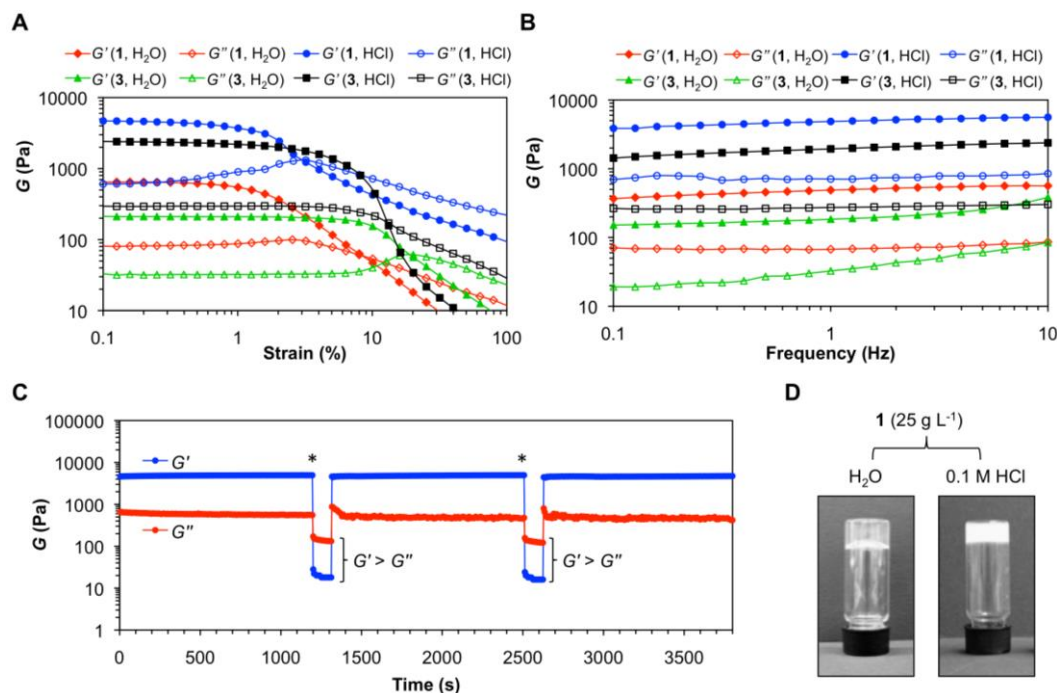 A
G′ (1, H₂O) G″ (1, H₂O) G′ (1, HCl) G″ (1, HCl)
G′ (3, H₂O) G″ (3, H₂O) G′ (3, HCl) G″ (3, HCl)
10000
1000
100
10
G (Pa)
0.1 1 10 100
Strain (%)
B
G′ (1, H₂O) G″ (1, H₂O) G′ (1, HCl) G″ (1, HCl)
G′ (3, H₂O) G″ (3, H₂O) G′ (3, HCl) G″ (3, HCl)
10000
1000
100
10
G (Pa)
0.1 1 10
Frequency (Hz)
C
100000
10000
1000
100
10
1
G (Pa)
G′
G″
* *
G′ > G″ G′ > G″
0 500 1000 1500 2000 2500 3000 3500
Time (s)
D
1 (25 g L⁻¹)
H₂O 0.1 M HCl